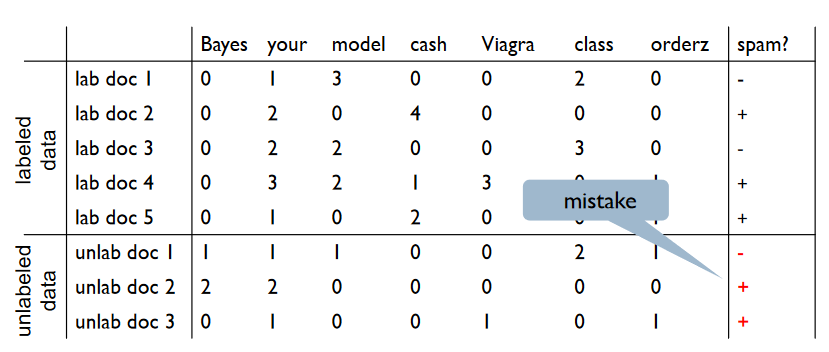 Bayes your model cash Viagra class orderz spam?
labeled data
lab doc 1 0 1 3 0 0 2 0 -
lab doc 2 0 2 0 4 0 0 0 +
lab doc 3 0 2 2 0 0 3 0 -
lab doc 4 0 3 2 1 3 +
mistake
lab doc 5 0 1 0 2 0 +
unlabeled data
unlab doc 1 1 1 1 0 0 2 1 -
unlab doc 2 2 2 0 0 0 0 0 +
unlab doc 3 0 1 0 0 1 0 1 +